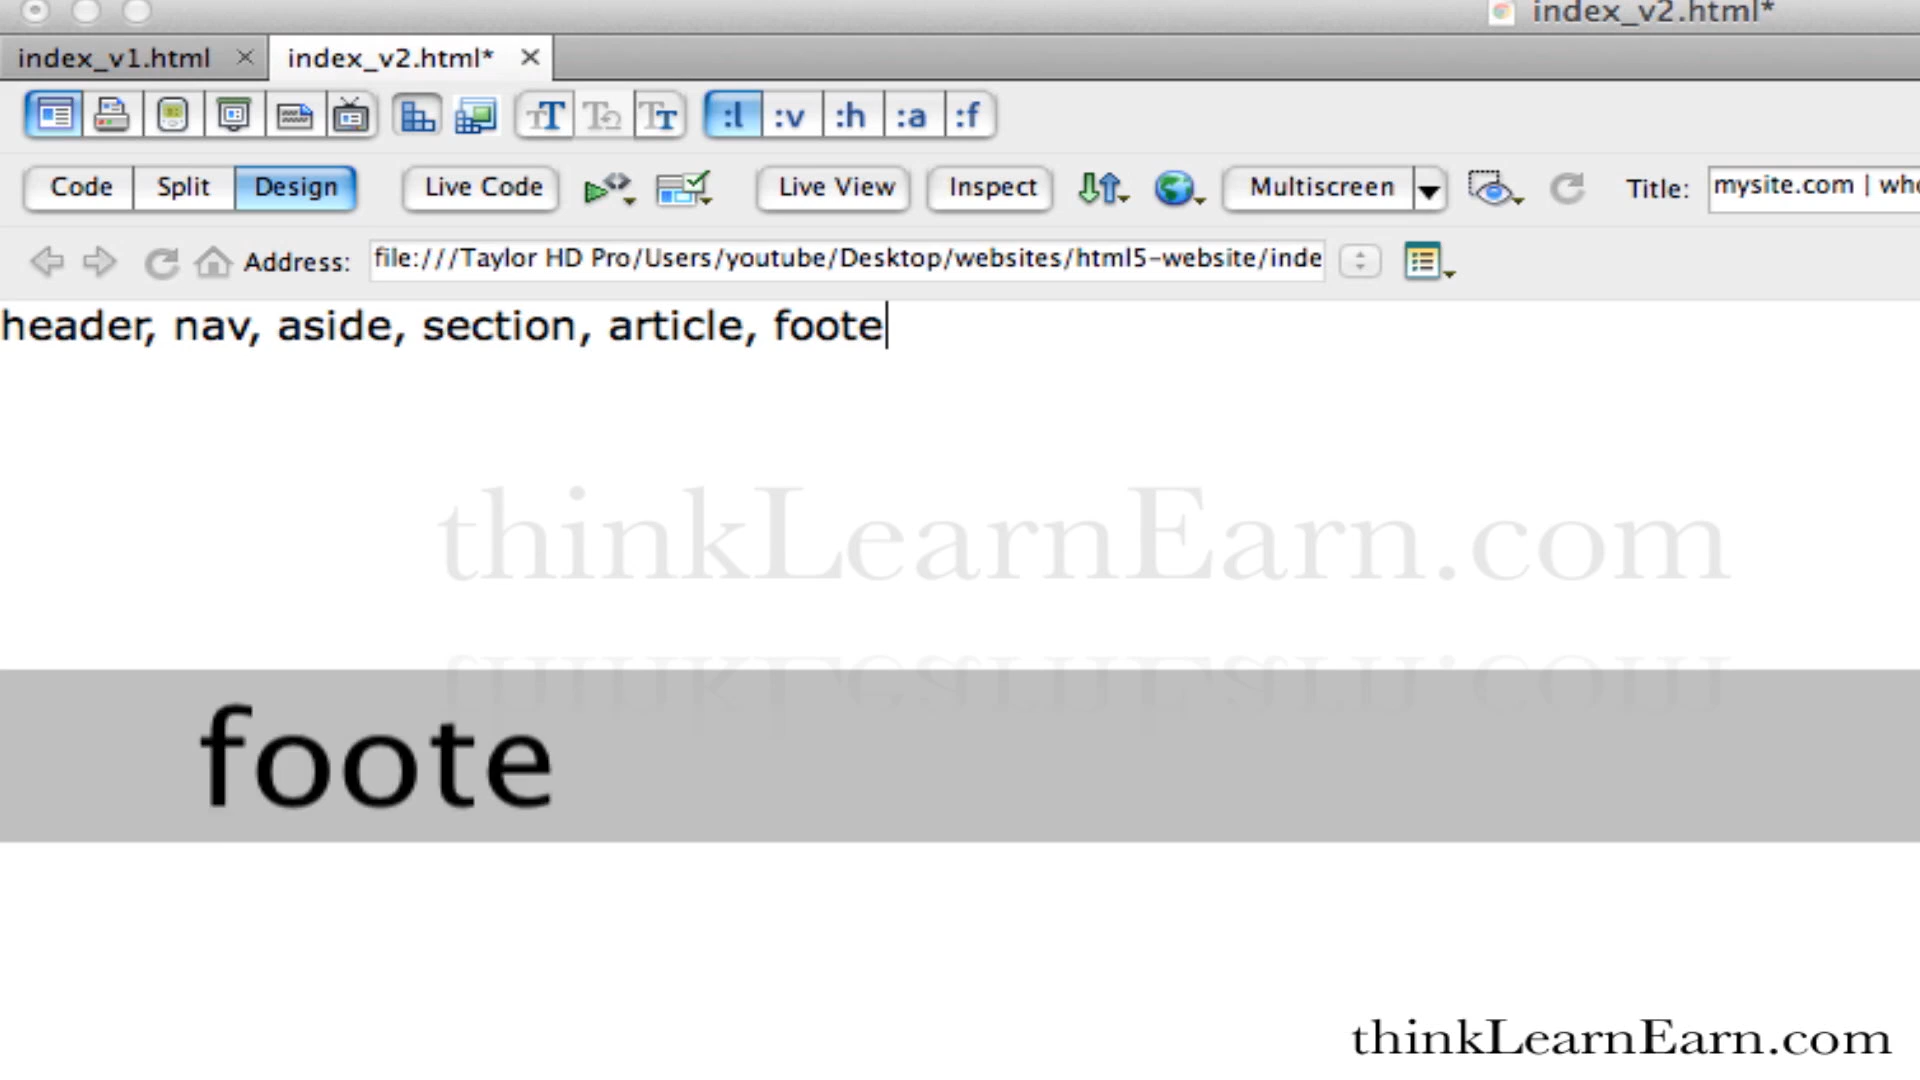 index_v2.html*
index_v1.html index_v2.html*
:l :v :h :a :f
Code Split Design Live Code Live View Inspect Multiscreen Title: mysite.com | who
Address: file:///Taylor HD Pro/Users/youtube/Desktop/websites/html5-website/inde
header, nav, aside, section, article, foote
thinkLearnEarn.com
foote
thinkLearnEarn.com